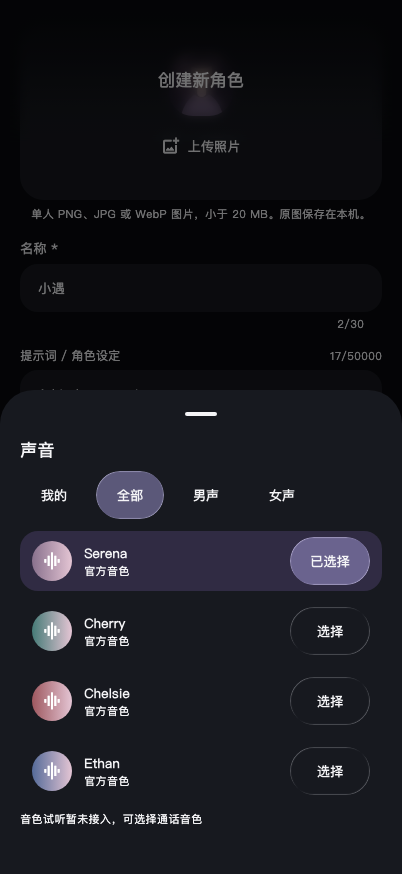 创建新角色
上传照片
单人 PNG、JPG 或 WebP 图片，小于 20 MB。原图保存在本机。
名称 *
小遇
2/30
提示词 / 角色设定
17/50000
声音
我的
全部
男声
女声
Serena
官方音色
已选择
Cherry
官方音色
选择
Chelsie
官方音色
选择
Ethan
官方音色
选择
音色试听暂未接入，可选择通话音色